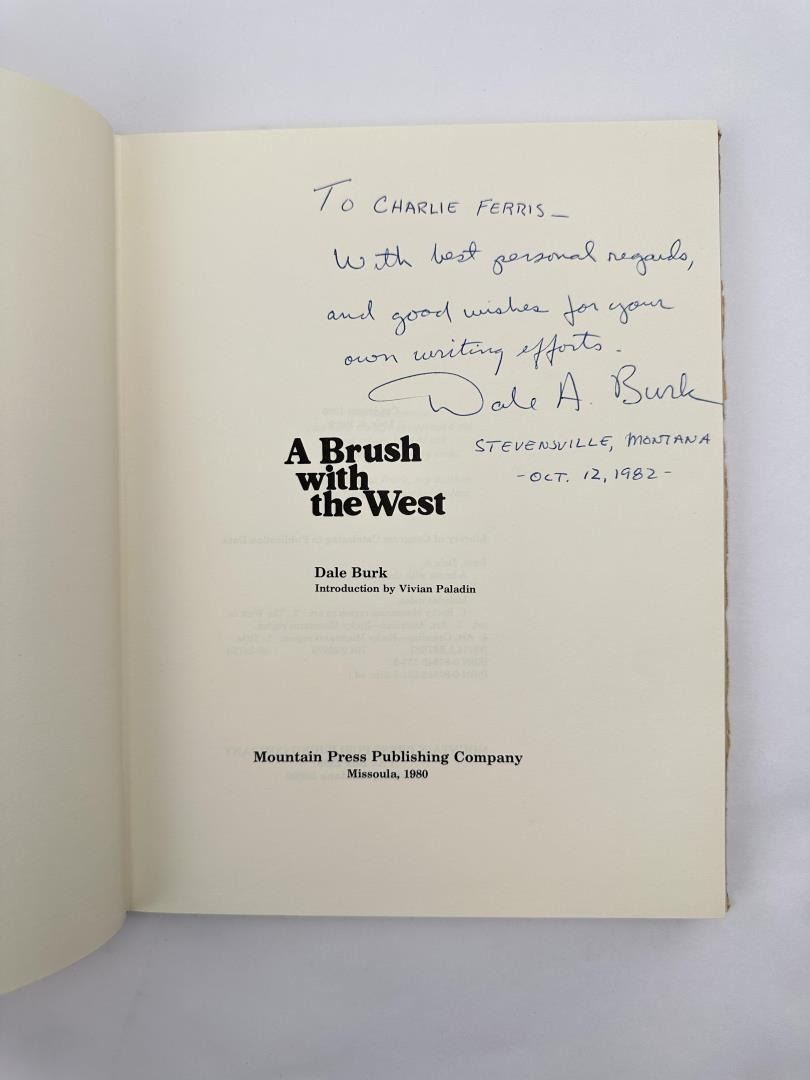 To CHARLIE FERRIS—
With best personal regards,
and good wishes for your
own writing efforts.
Dale A. Burk
STEVENSVILLE, MONTANA
-OCT. 12, 1982-
A Brush
with
the West
Dale Burk
Introduction by Vivian Paladin
Mountain Press Publishing Company
Missoula, 1980